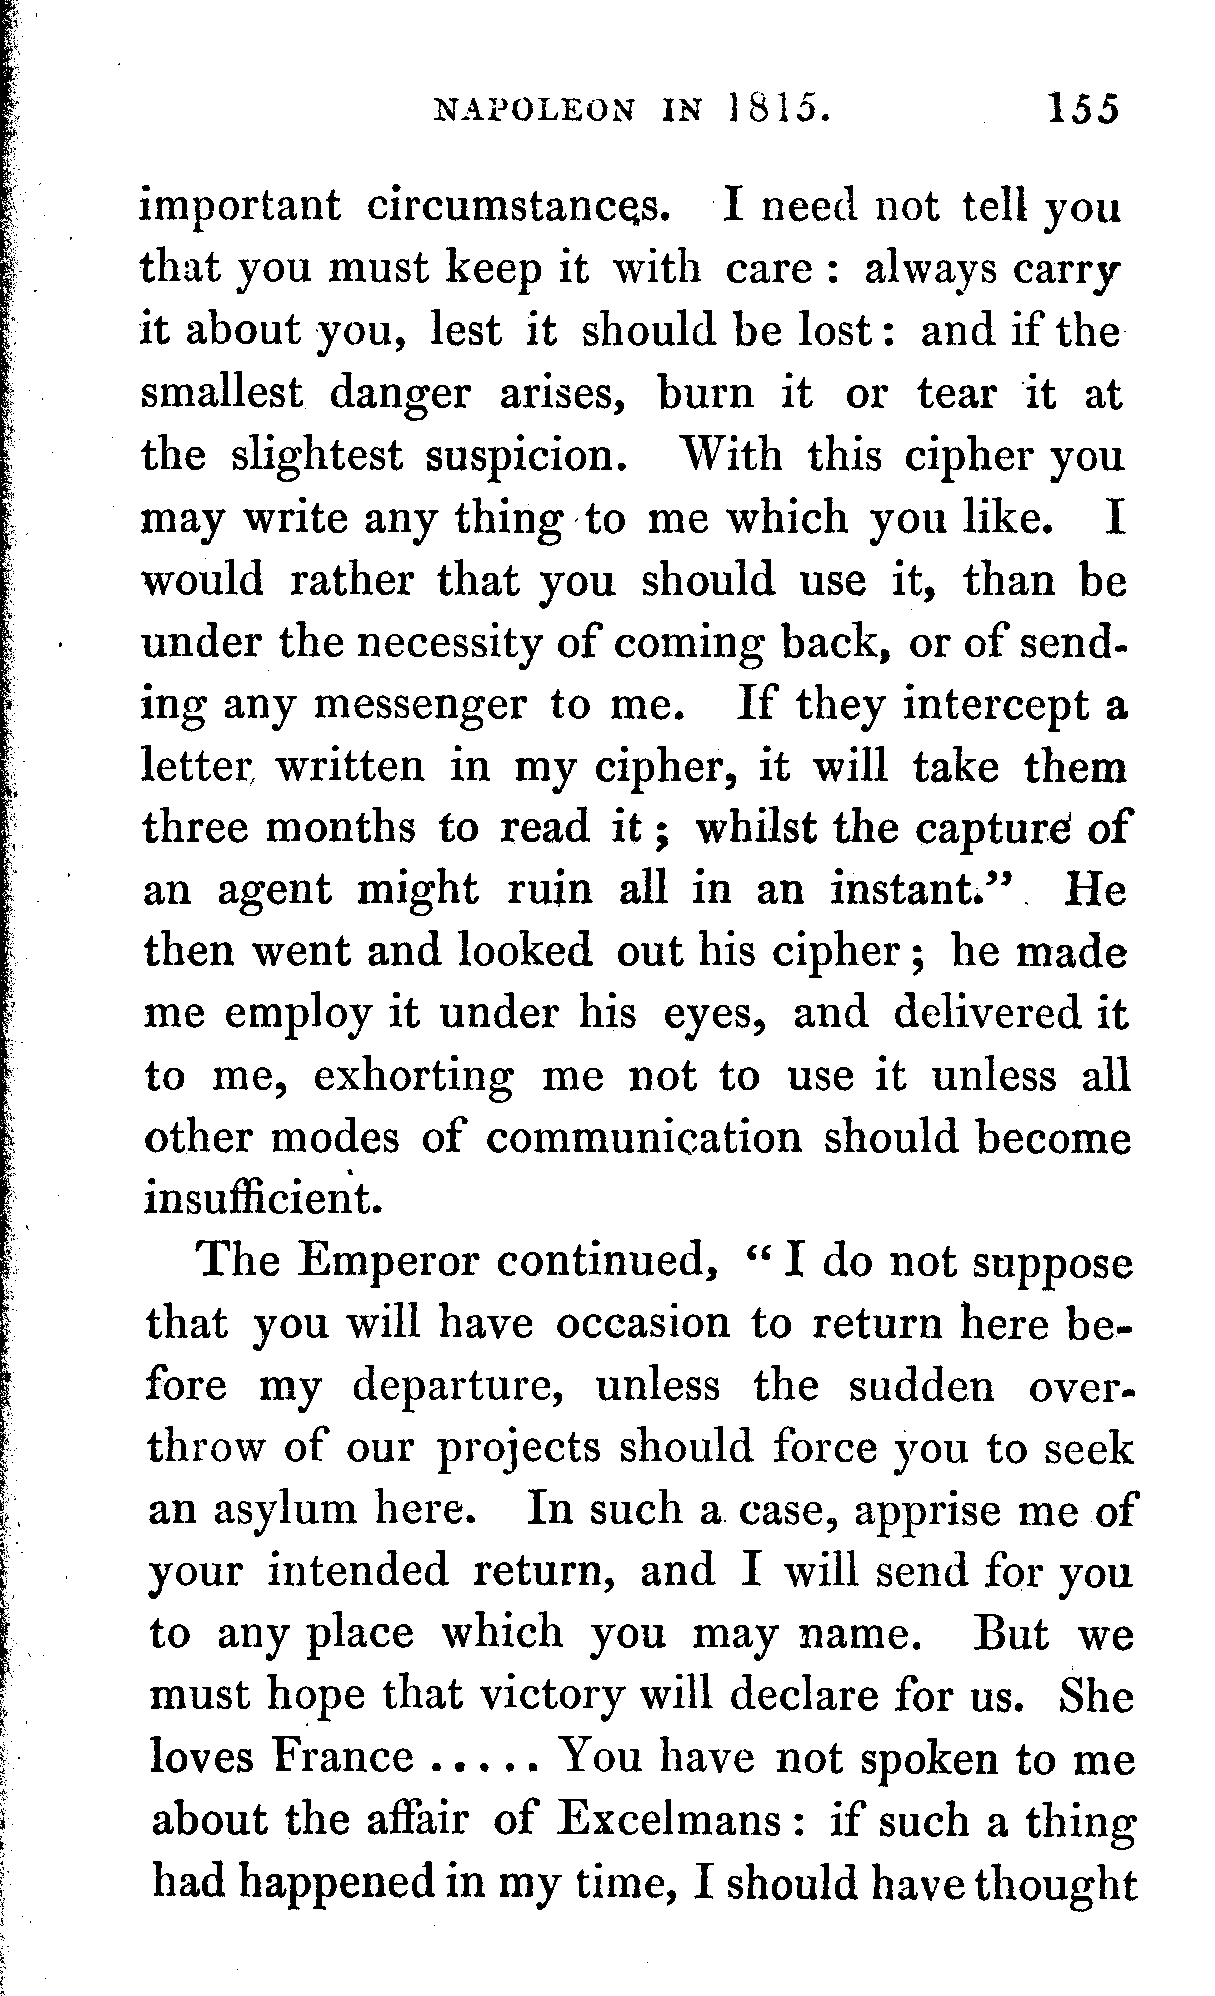 NAPOLEON IN 1815. 155
important circumstances. I need not tell you
that you must keep it with care : always carry
it about you, lest it should be lost : and if the
smallest danger arises, burn it or tear it at
the slightest suspicion. With this cipher you
may write any thing to me which you like. I
would rather that you should use it, than be
under the necessity of coming back, or of send-
ing any messenger to me. If they intercept a
letter written in my cipher, it will take them
three months to read it ; whilst the capture of
an agent might ruin all in an instant.” He
then went and looked out his cipher ; he made
me employ it under his eyes, and delivered it
to me, exhorting me not to use it unless all
other modes of communication should become
insufficient.
The Emperor continued, “ I do not suppose
that you will have occasion to return here be-
fore my departure, unless the sudden over-
throw of our projects should force you to seek
an asylum here. In such a case, apprise me of
your intended return, and I will send for you
to any place which you may name. But we
must hope that victory will declare for us. She
loves France ..... You have not spoken to me
about the affair of Excelmans : if such a thing
had happened in my time, I should have thought